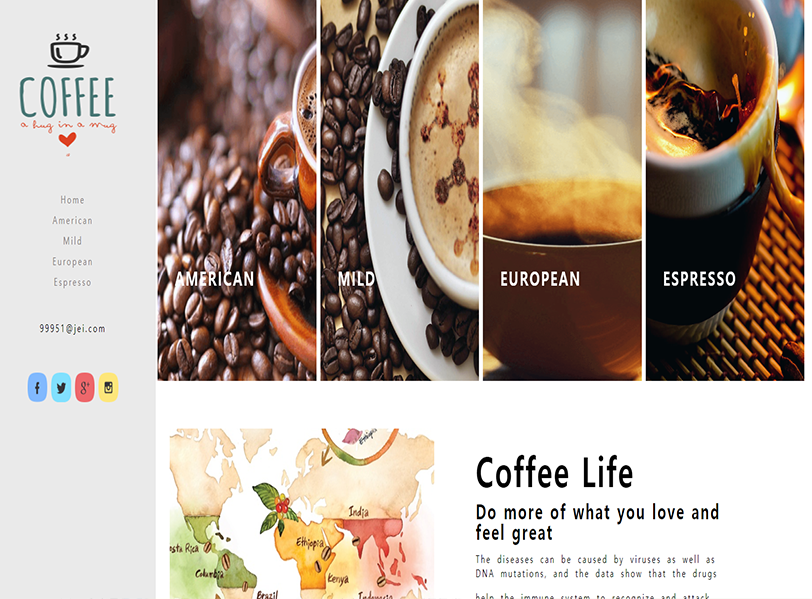 COFFEE
a hug in a mug
Home
American
Mild
European
Espresso
99951@jei.com
AMERICAN
MILD
EUROPEAN
ESPRESSO
Ethiopia
India
Costa Rica
Ethiopia
Columbia
Kenya
Brazil
Indonesia
Coffee Life
Do more of what you love and
feel great
The diseases can be caused by viruses as well as
DNA mutations, and the data show that the drugs
help the immune system to recognize and attack